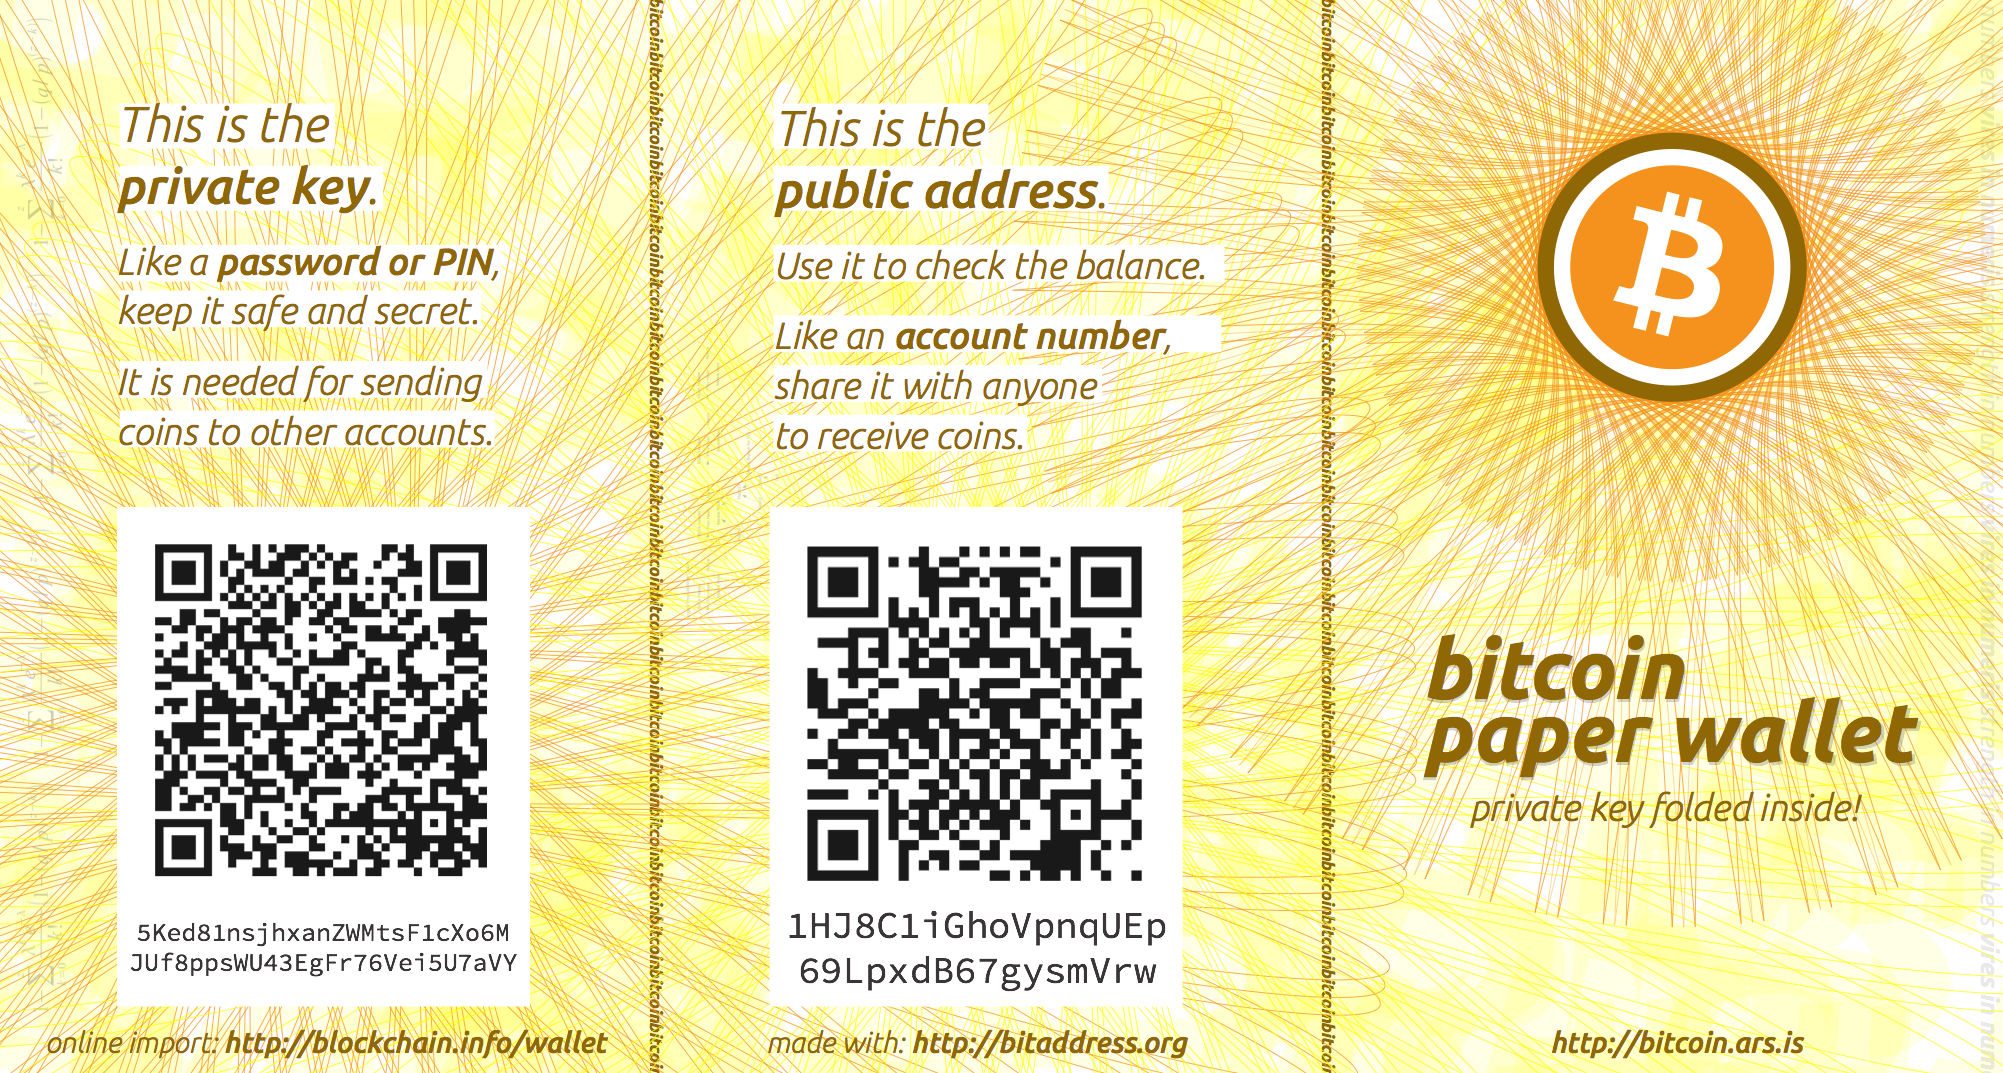 This is the
private key.
Like a password or PIN,
keep it safe and secret.
It is needed for sending
coins to other accounts.
5Ked81nsjhxanZWMtsF1cXo6M
JUf8ppsWU43EgFr76Vei5U7aVY
online import: http://blockchain.info/wallet
This is the
public address.
Use it to check the balance.
Like an account number,
share it with anyone
to receive coins.
1HJ8C1iGhoVpnqUEp
69LpxdB67gysmVrw
made with: http://bitaddress.org
bitcoin
paper wallet
private key folded inside!
http://bitcoin.ars.is